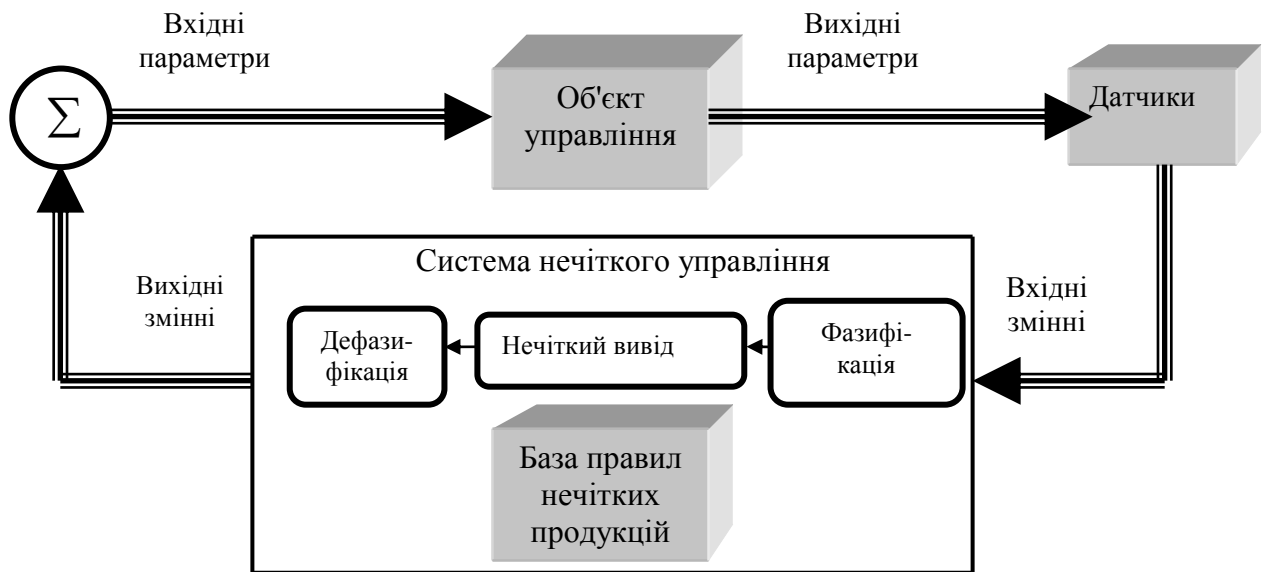 Вхідні
параметри
Вихідні
параметри
Σ
Об'єкт
управління
Датчики
Система нечіткого управління
Вихідні
змінні
Вхідні
змінні
Дефази-
фікація
Нечіткий вивід
Фазифі-
кація
База правил
нечітких
продукцій